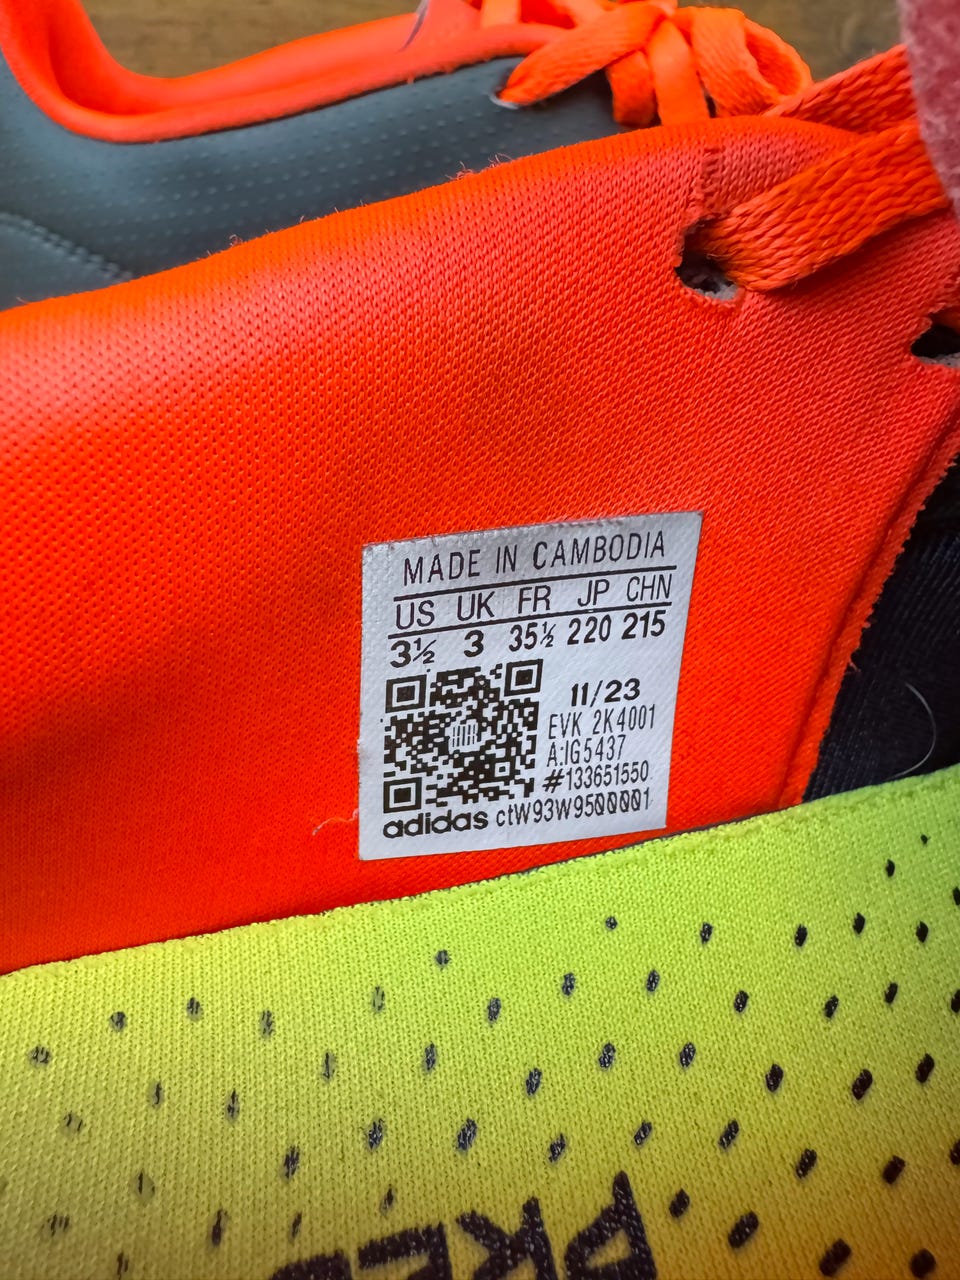 MADE IN CAMBODIA
US UK FR JP CHN
3½ 3 35½ 220 215
11/23
EVK 2K4001
A:IG5437
#133651550
adidas ctW93W9500001
PRED